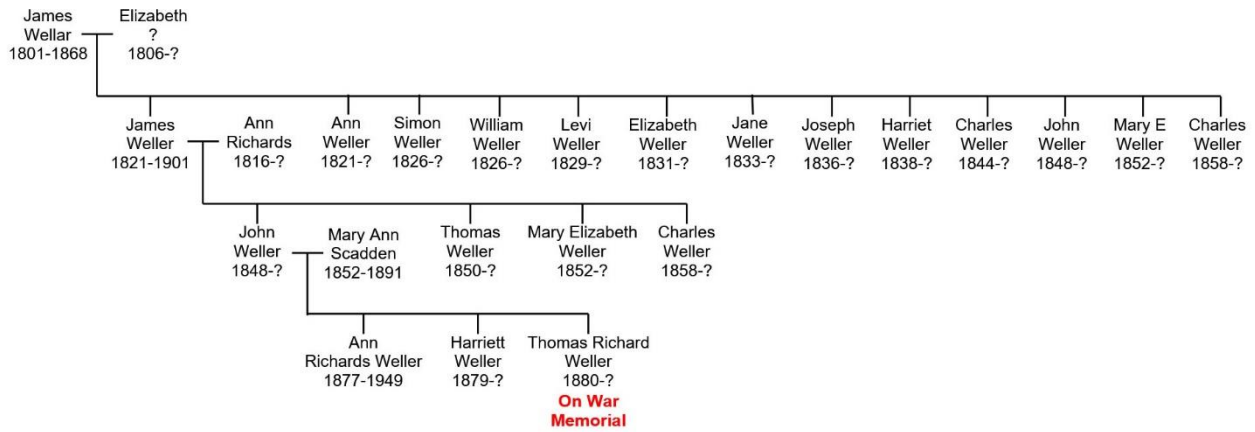 James
Wellar
1801-1868
Elizabeth
?
1806-?
James
Weller
1821-1901
Ann
Richards
1816-?
Ann
Weller
1821-?
Simon
Weller
1826-?
William
Weller
1826-?
Levi
Weller
1829-?
Elizabeth
Weller
1831-?
Jane
Weller
1833-?
Joseph
Weller
1836-?
Harriet
Weller
1838-?
Charles
Weller
1844-?
John
Weller
1848-?
Mary E
Weller
1852-?
Charles
Weller
1858-?
John
Weller
1848-?
Mary Ann
Scadden
1852-1891
Thomas
Weller
1850-?
Mary Elizabeth
Weller
1852-?
Charles
Weller
1858-?
Ann
Richards Weller
1877-1949
Harriett
Weller
1879-?
Thomas Richard
Weller
1880-?
On War
Memorial